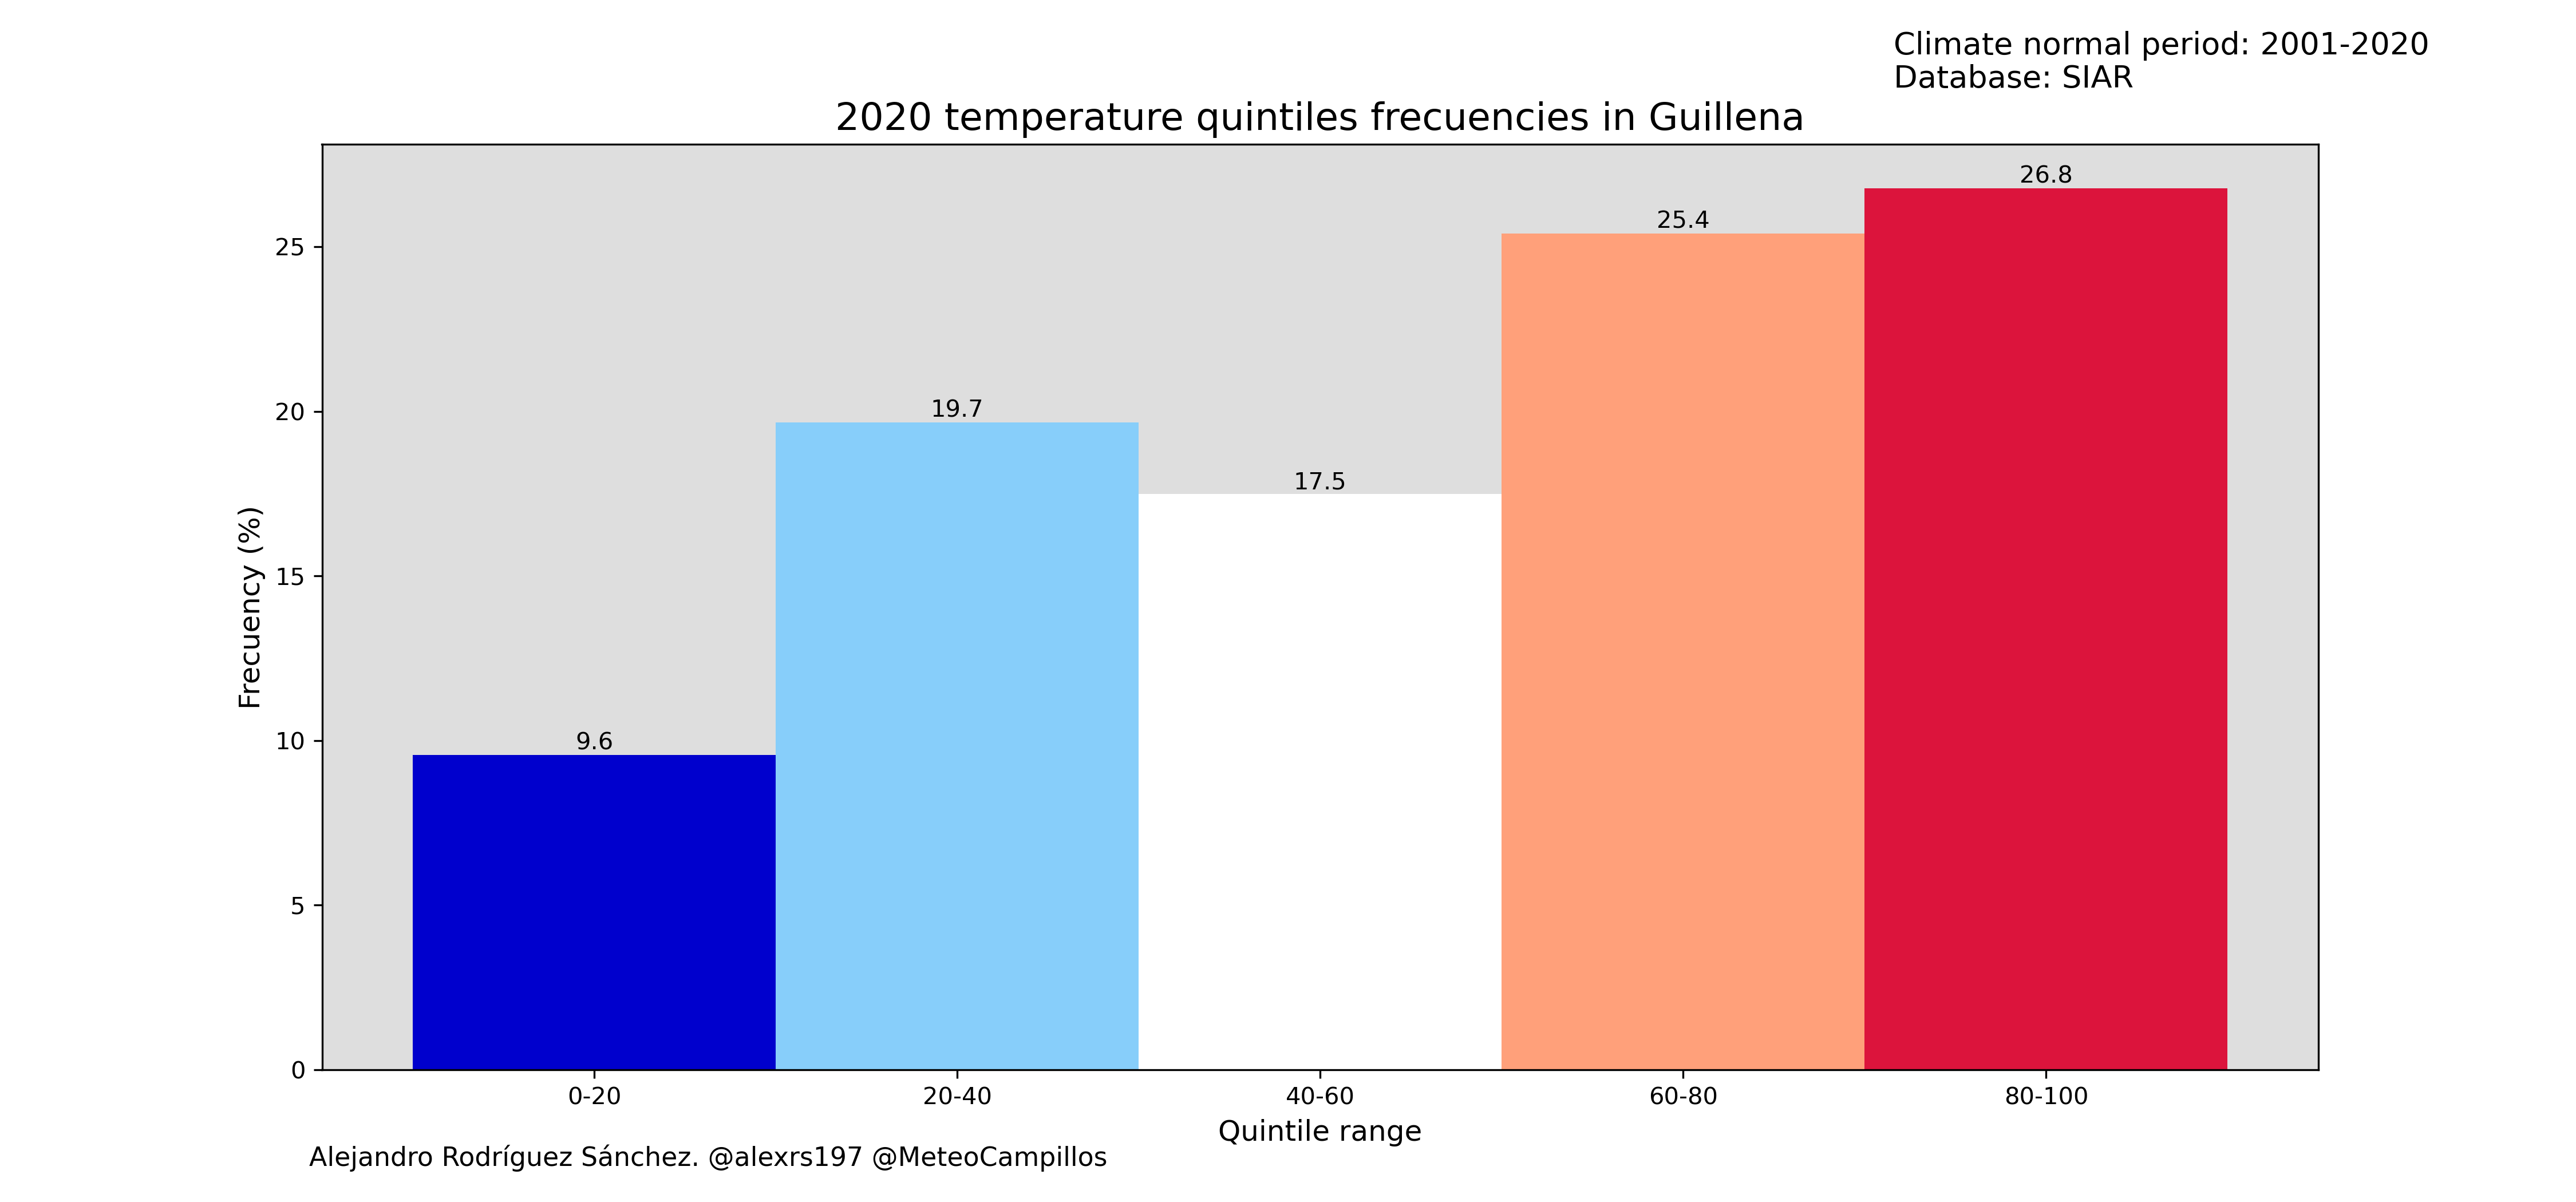 Climate normal period: 2001-2020
Database: SIAR
2020 temperature quintiles frecuencies in Guillena
26.8
25.4
25
20
19.7
17.5
15
Frecuency (%)
10
9.6
5
0
0-20
20-40
40-60
60-80
80-100
Quintile range
Alejandro Rodríguez Sánchez. @alexrs197 @MeteoCampillos